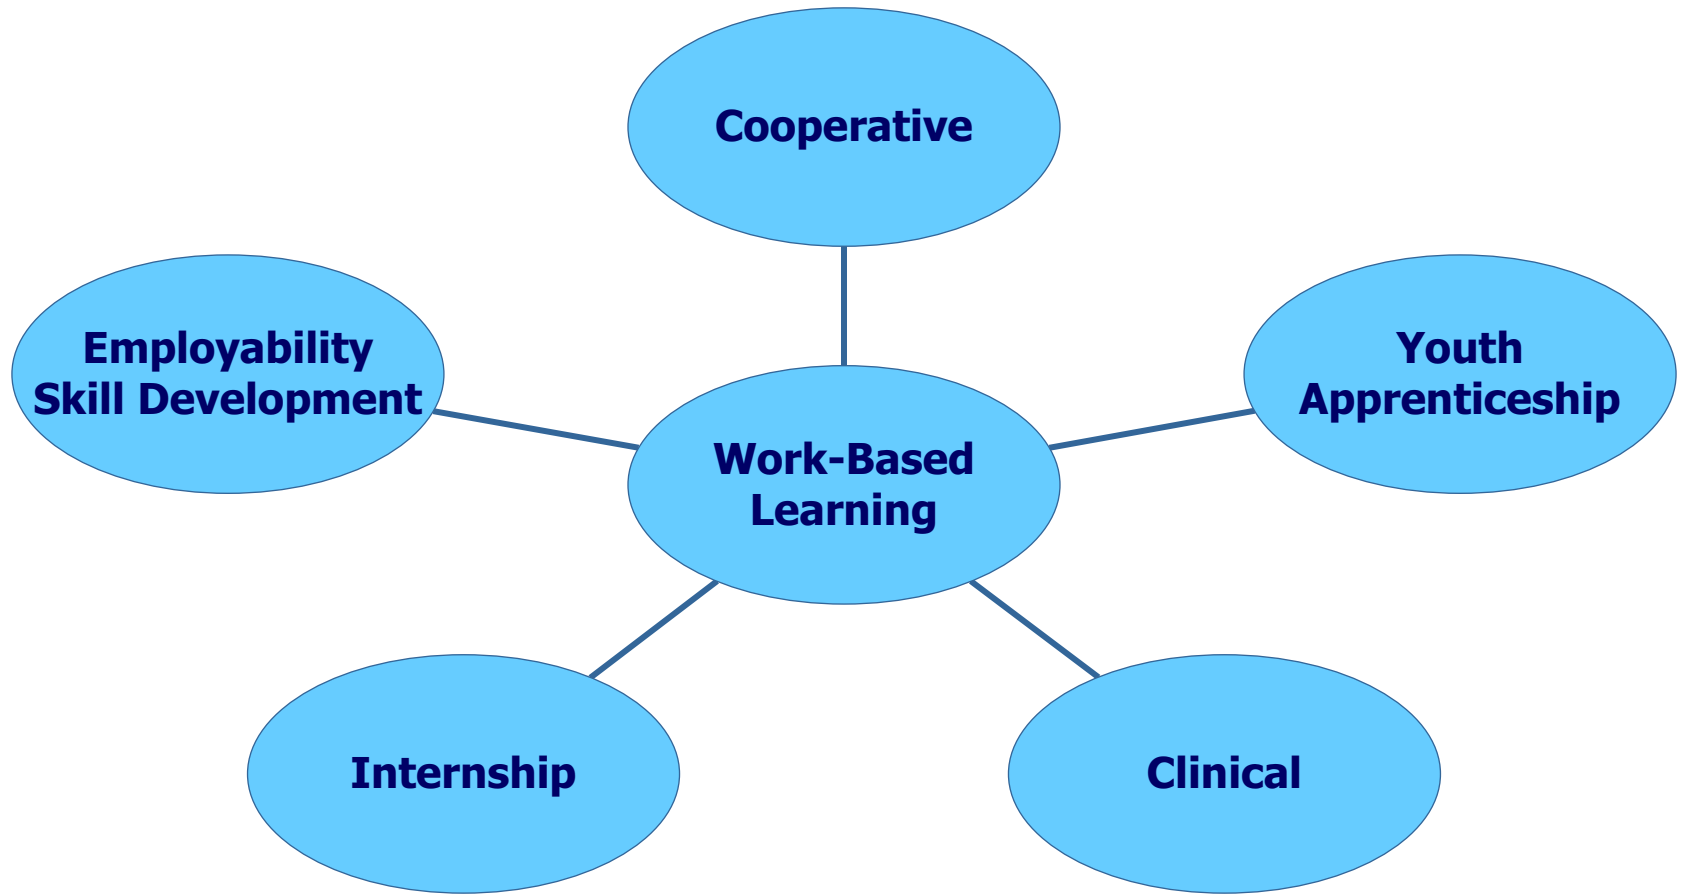 Cooperative
Employability
Skill Development
Youth
Apprenticeship
Work-Based
Learning
Internship
Clinical